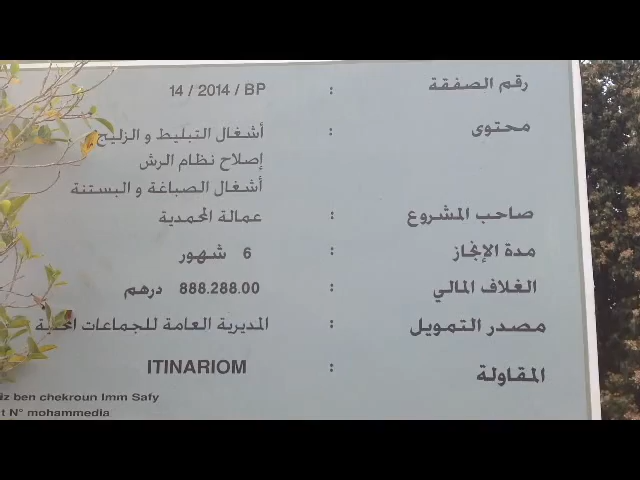 رقم الصفقة : 14 / 2014 / BP
محتوى : أشغال التبليط و الزليج
إصلاح نظام الرش
أشغال الصباغة و البستنة
صاحب المشروع : عمالة المحمدية
مدة الإنجاز : 6 شهور
الغلاف المالي : 888.288.00 درهم
مصدر التمويل : المديرية العامة للجماعات المحلية
المقاولة : ITINARIOM
iz ben chekroun Imm Safy
t N° mohammedia